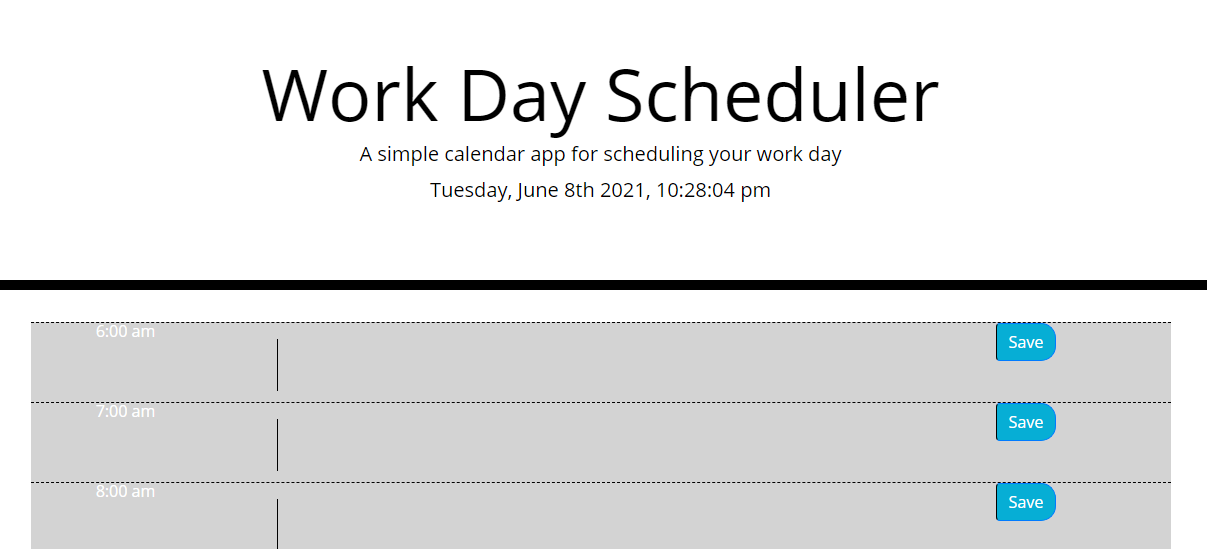 Work Day Scheduler
A simple calendar app for scheduling your work day
Tuesday, June 8th 2021, 10:28:04 pm
6:00 am
Save
7:00 am
Save
8:00 am
Save